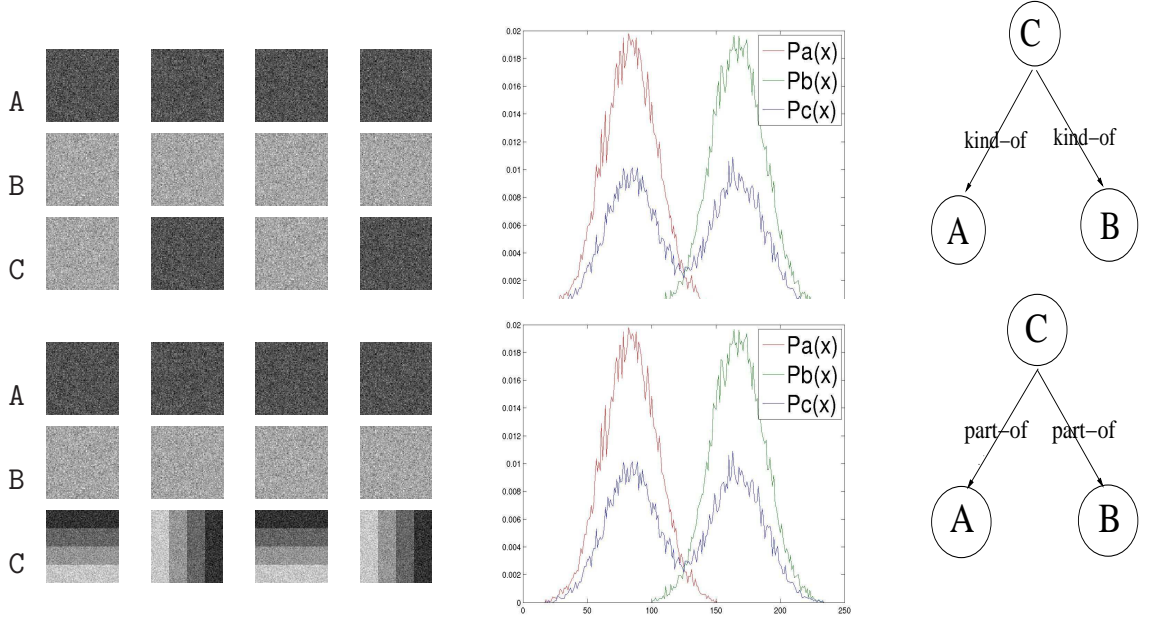 A
B
C
0.02
0.018
0.016
0.014
0.012
0.01
0.008
0.006
0.004
0.002
Pa(x)
Pb(x)
Pc(x)
C
kind-of
kind-of
A
B
A
B
C
0.02
0.018
0.016
0.014
0.012
0.01
0.008
0.006
0.004
0.002
0
0
50
100
150
200
250
Pa(x)
Pb(x)
Pc(x)
C
part-of
part-of
A
B